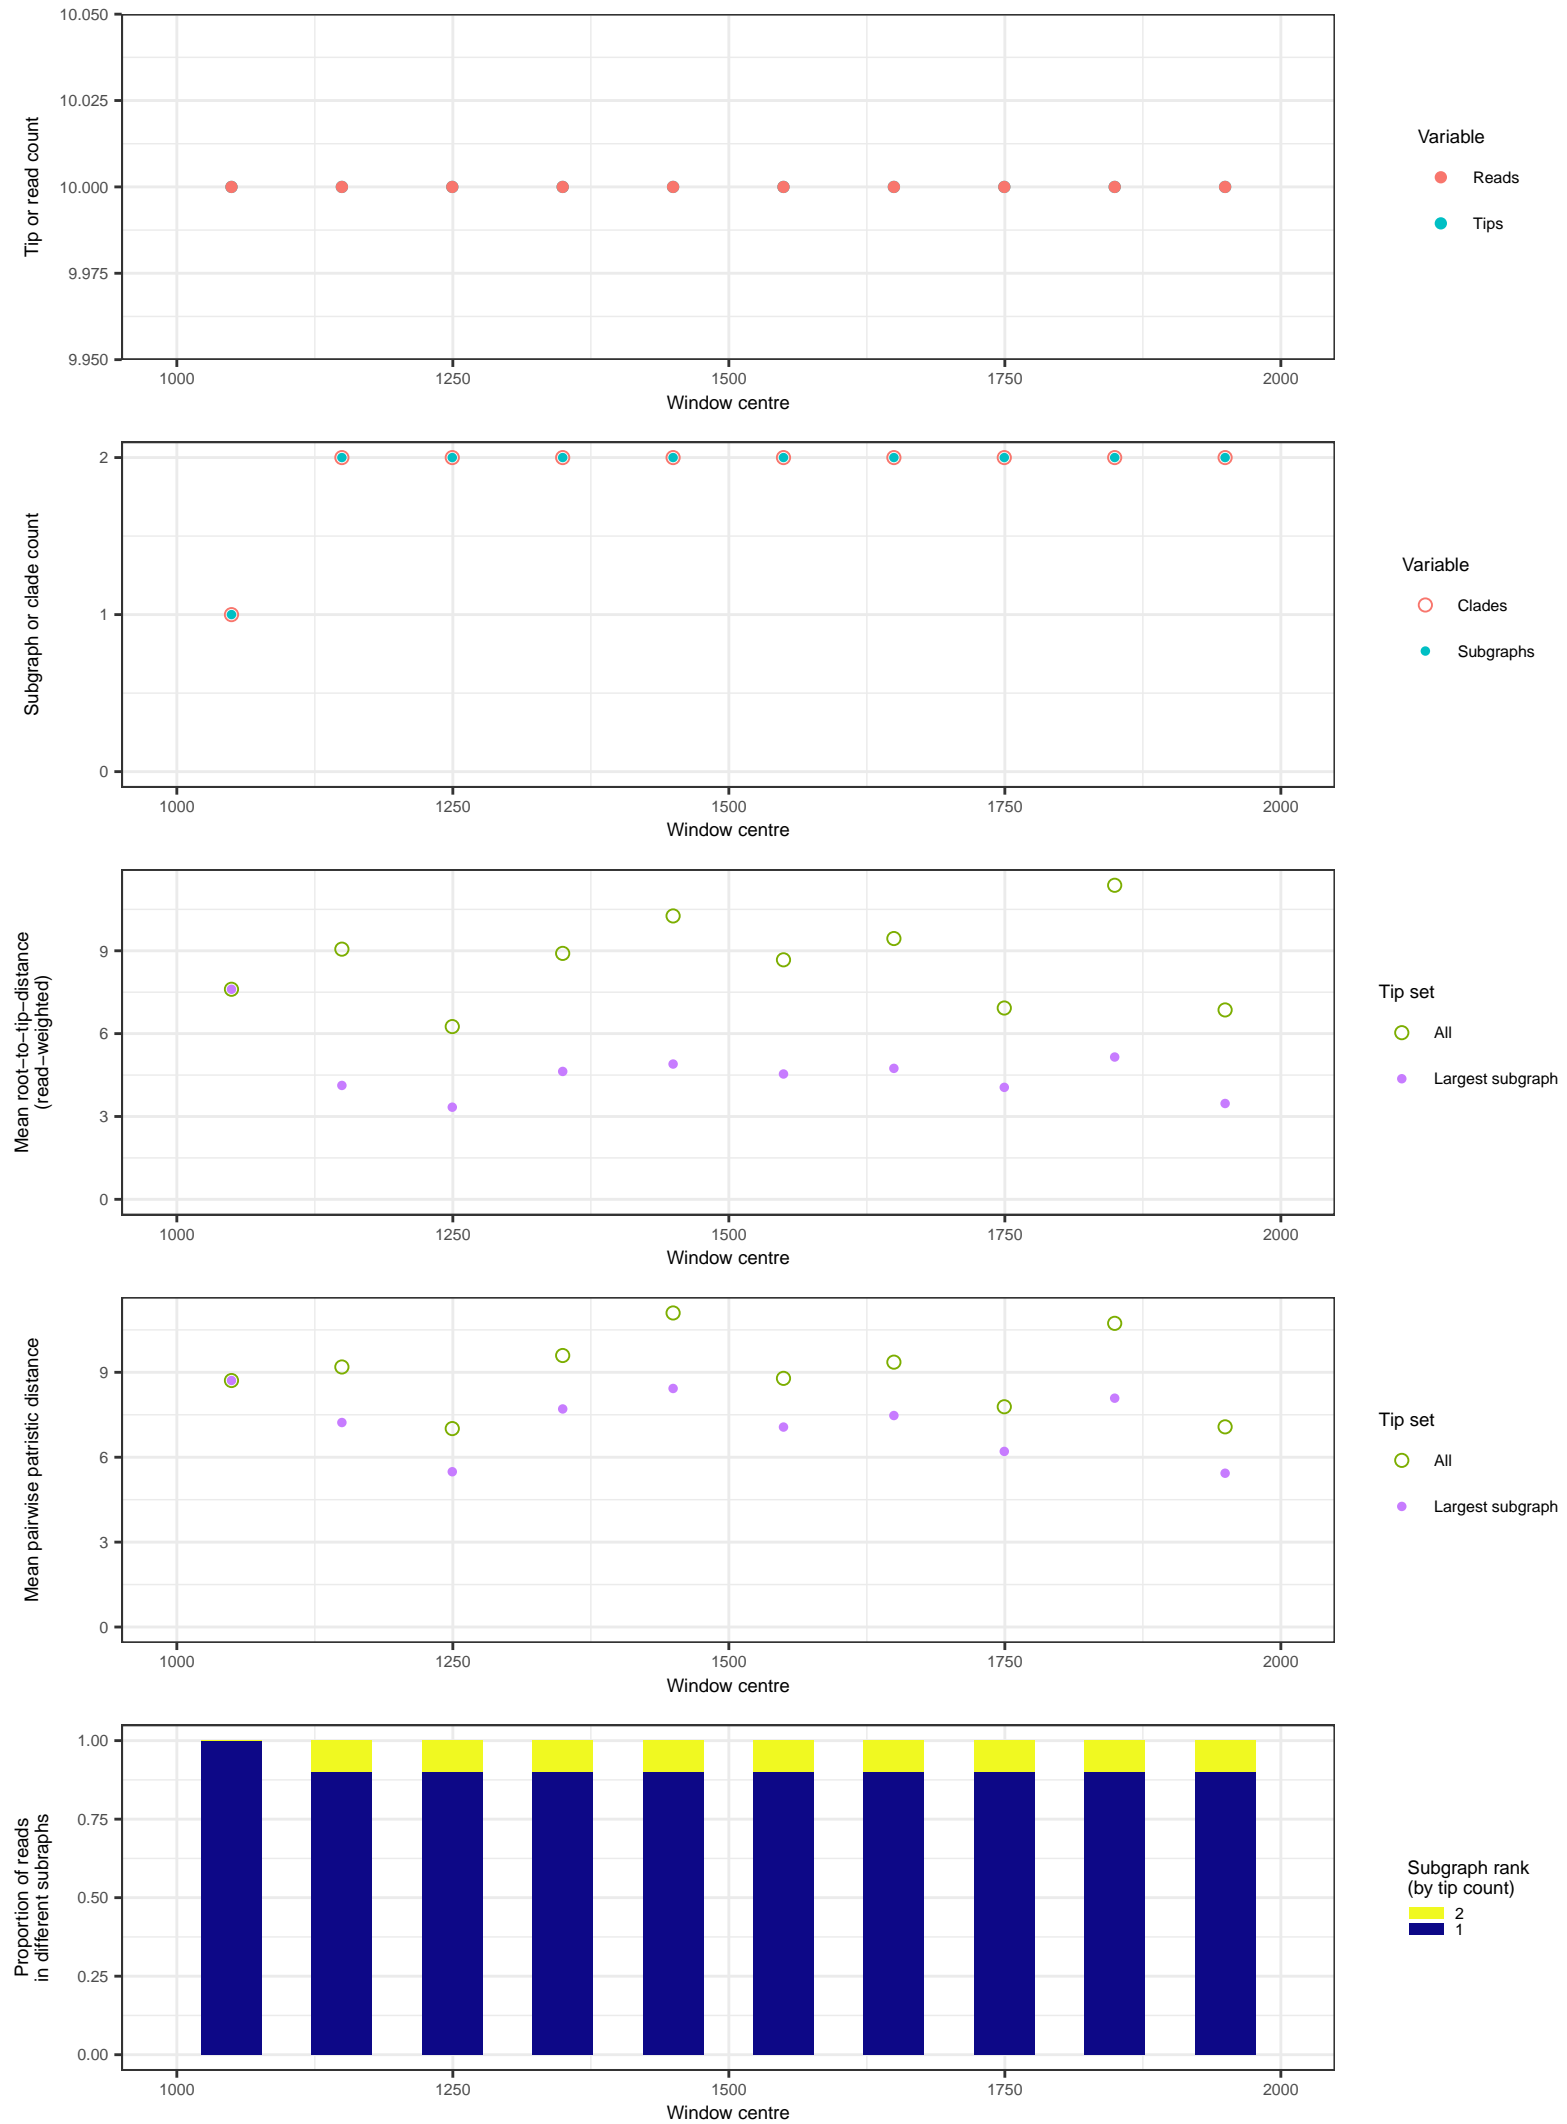 10.050
10.025
10.000
9.975
9.950
Tip or read count
1000 1250 1500 1750 2000
Window centre
Variable
Reads
Tips
2
1
0
Subgraph or clade count
1000 1250 1500 1750 2000
Window centre
Variable
Clades
Subgraphs
9
6
3
0
Mean root−to−tip−distance
(read−weighted)
1000 1250 1500 1750 2000
Window centre
Tip set
All
Largest subgraph
9
6
3
0
Mean pairwise patristic distance
1000 1250 1500 1750 2000
Window centre
Tip set
All
Largest subgraph
1.00
0.75
0.50
0.25
0.00
Proportion of reads
in different subraphs
1000 1250 1500 1750 2000
Window centre
Subgraph rank
(by tip count)
2
1